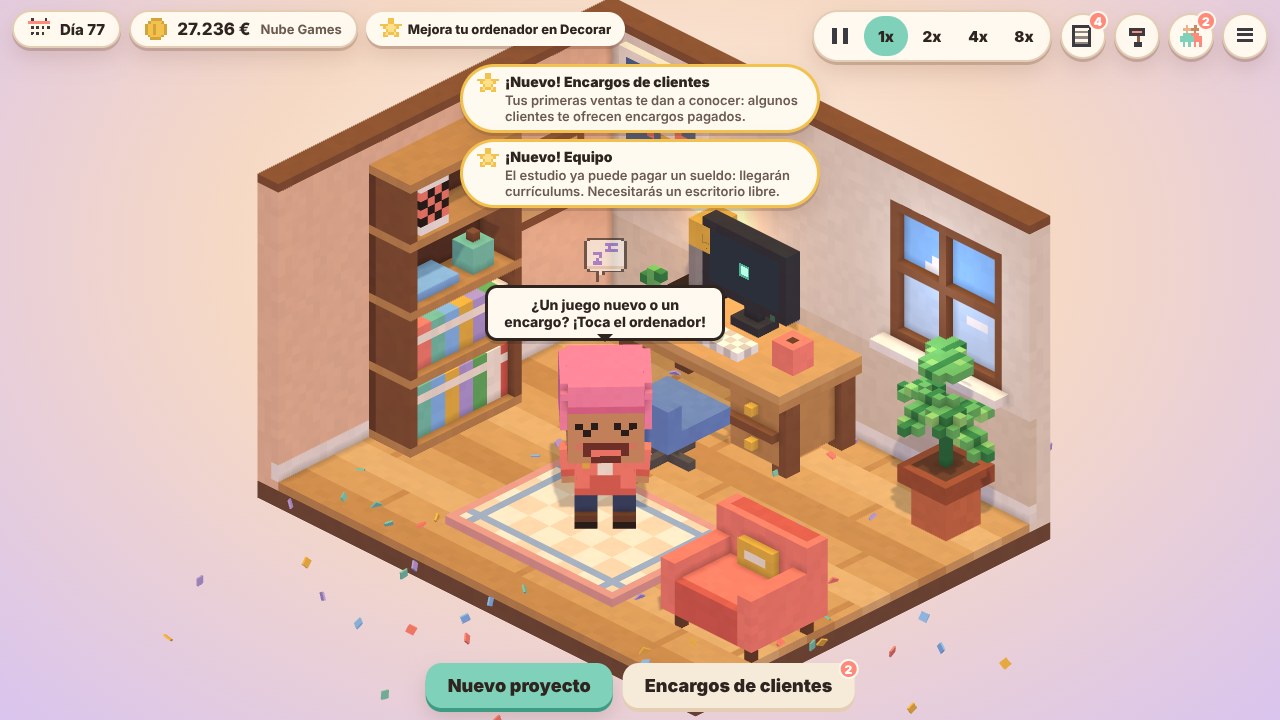 Día 77
27.236 € Nube Games
Mejora tu ordenador en Decorar
1x 2x 4x 8x
4
2
¡Nuevo! Encargos de clientes
Tus primeras ventas te dan a conocer: algunos
clientes te ofrecen encargos pagados.
¡Nuevo! Equipo
El estudio ya puede pagar un sueldo: llegarán
currículums. Necesitarás un escritorio libre.
¿Un juego nuevo o un
encargo? ¡Toca el ordenador!
Nuevo proyecto
Encargos de clientes
2